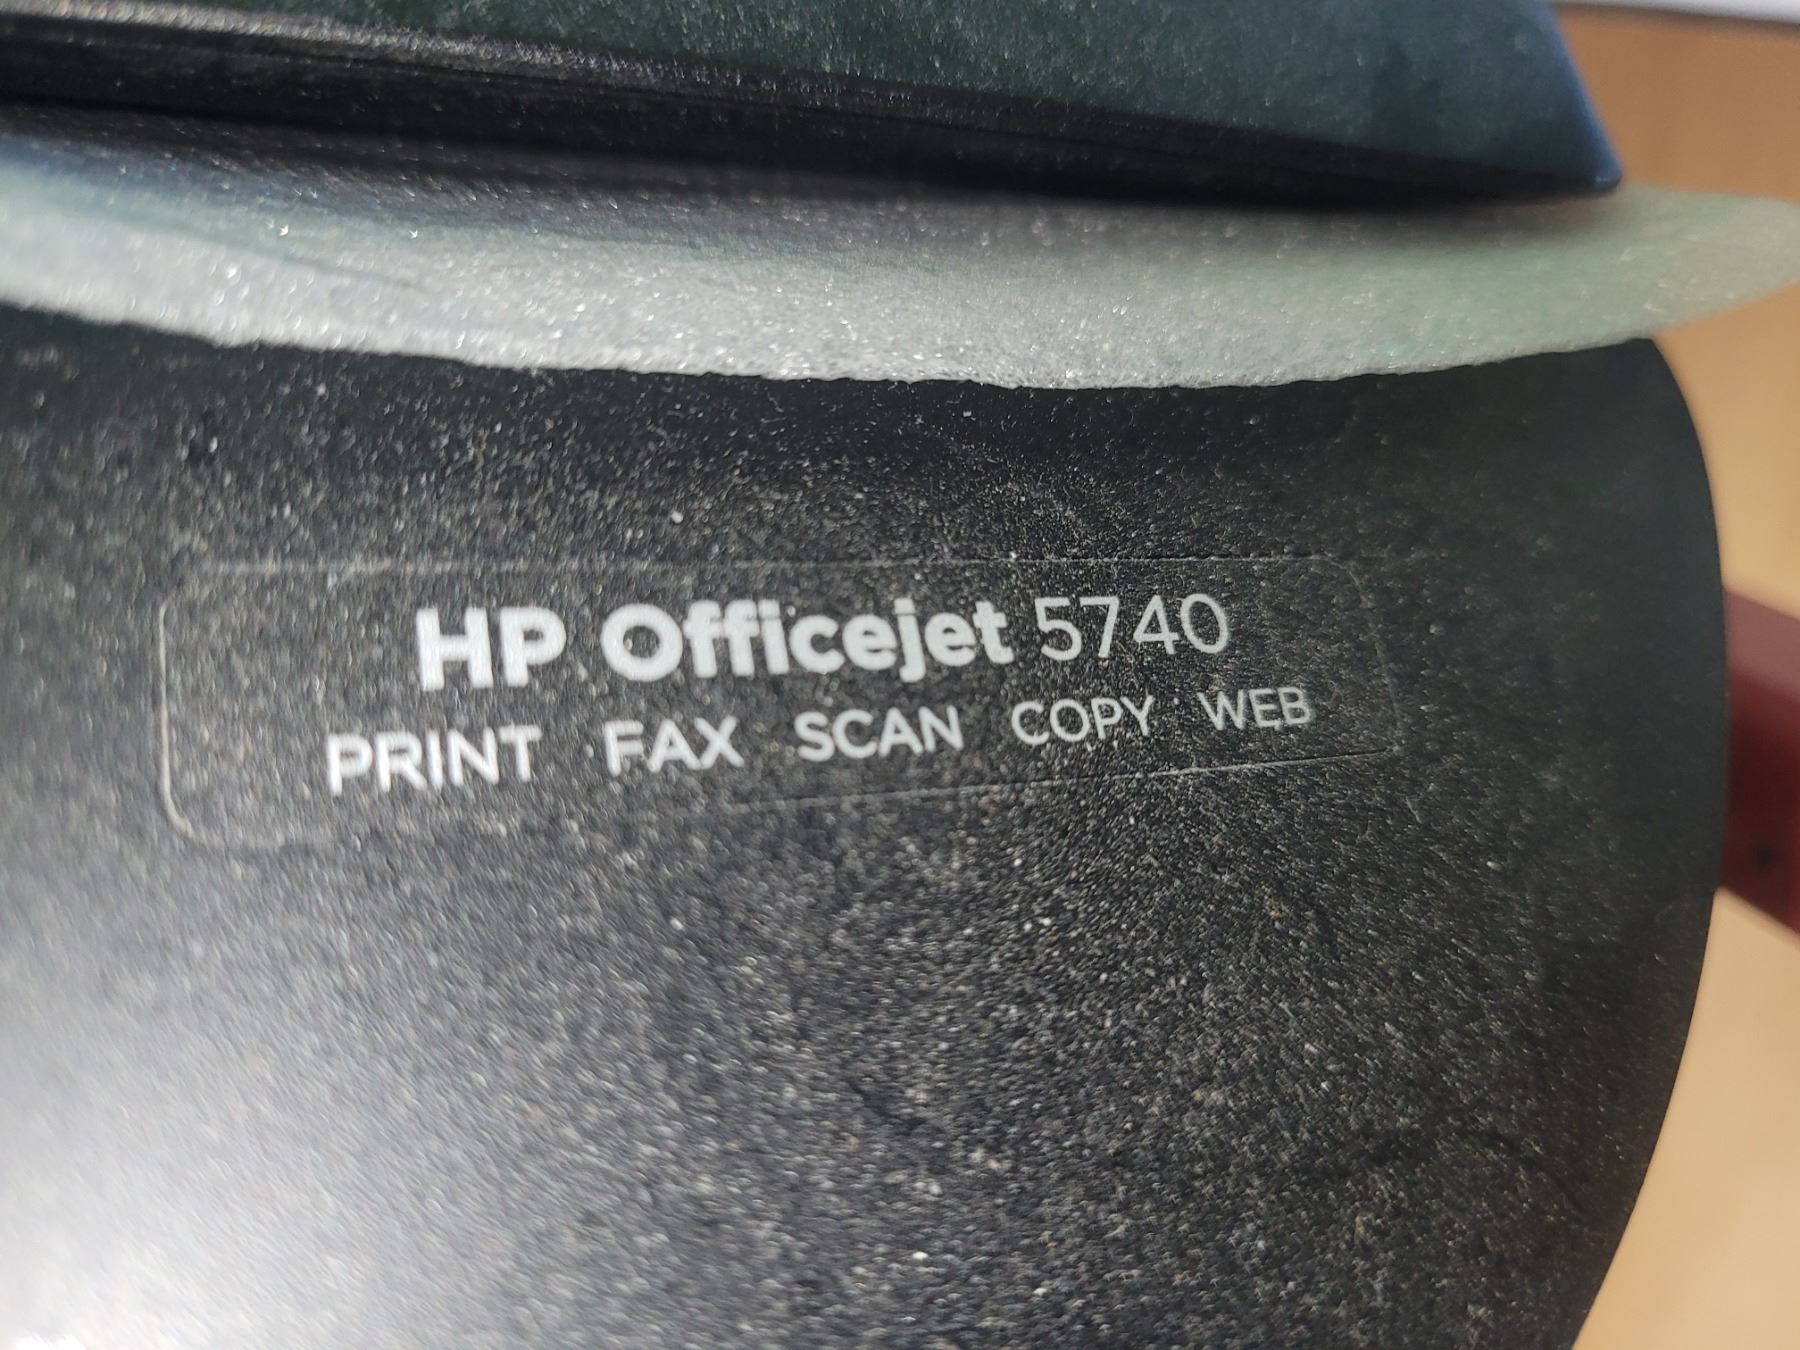 HP Officejet 5740
PRINT FAX SCAN COPY WEB